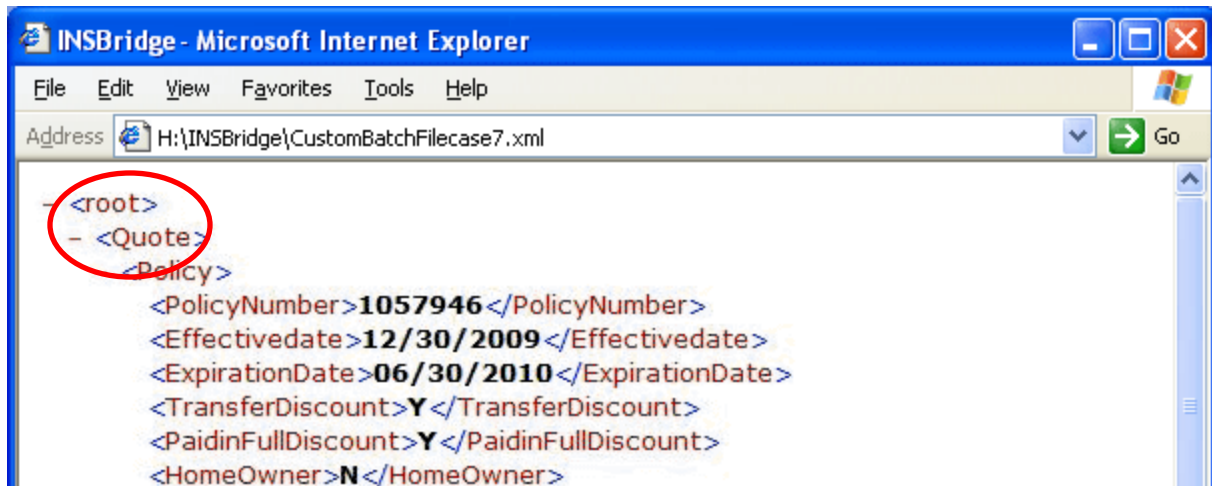 INSBridge - Microsoft Internet Explorer
File Edit View Favorites Tools Help
Address H:\INSBridge\CustomBatchFilecase7.xml Go
- <root>
- <Quote>
<Policy>
<PolicyNumber>1057946</PolicyNumber>
<Effectivedate>12/30/2009</Effectivedate>
<ExpirationDate>06/30/2010</ExpirationDate>
<TransferDiscount>Y</TransferDiscount>
<PaidinFullDiscount>Y</PaidinFullDiscount>
<HomeOwner>N</HomeOwner>